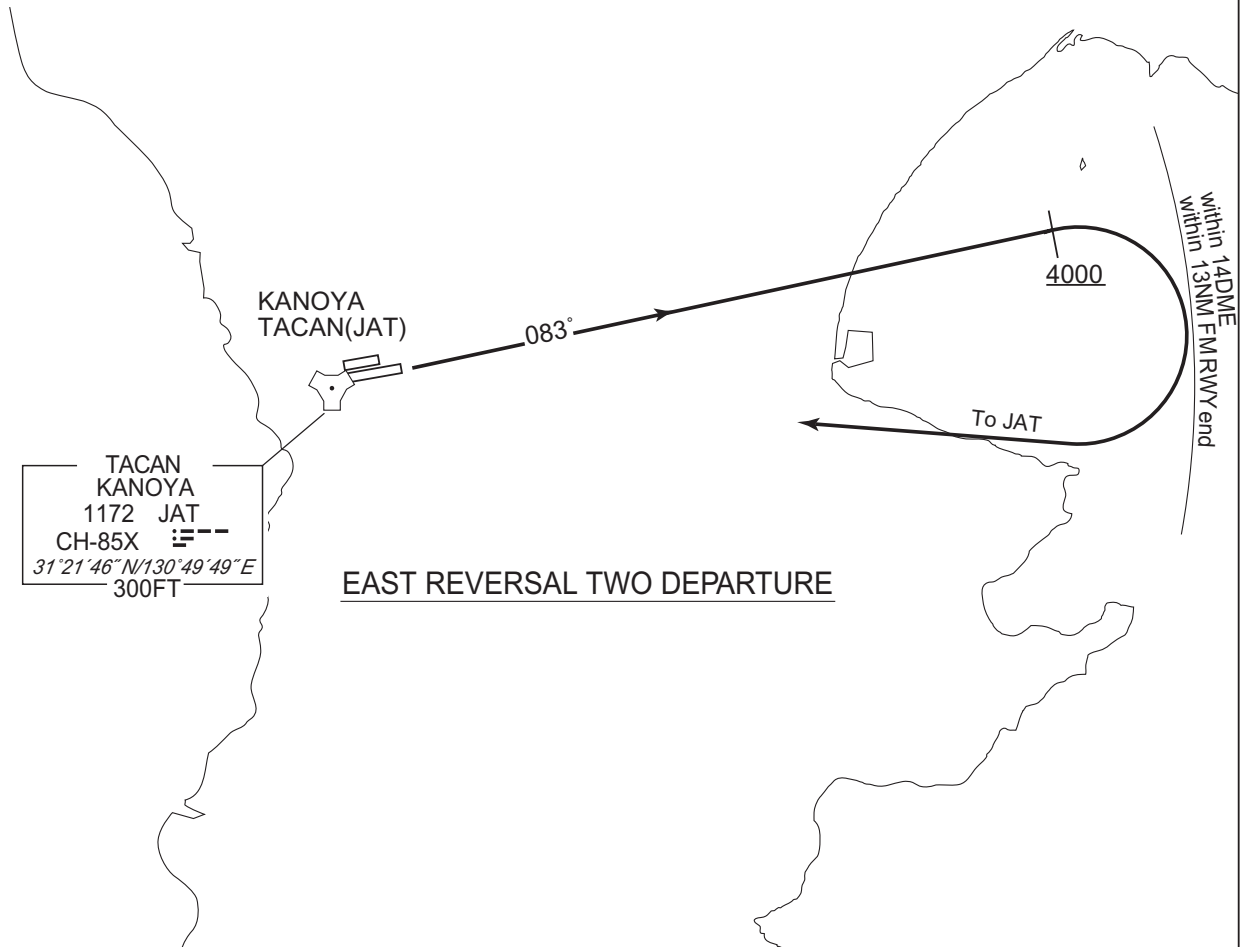 within 14DME
within 13NM FM RWY end
4000
KANOYA
TACAN(JAT)
083°
To JAT
TACAN
KANOYA
1172 JAT
CH-85X
31°21´46˝N/130°49´49˝E
300FT
EAST REVERSAL TWO DEPARTURE